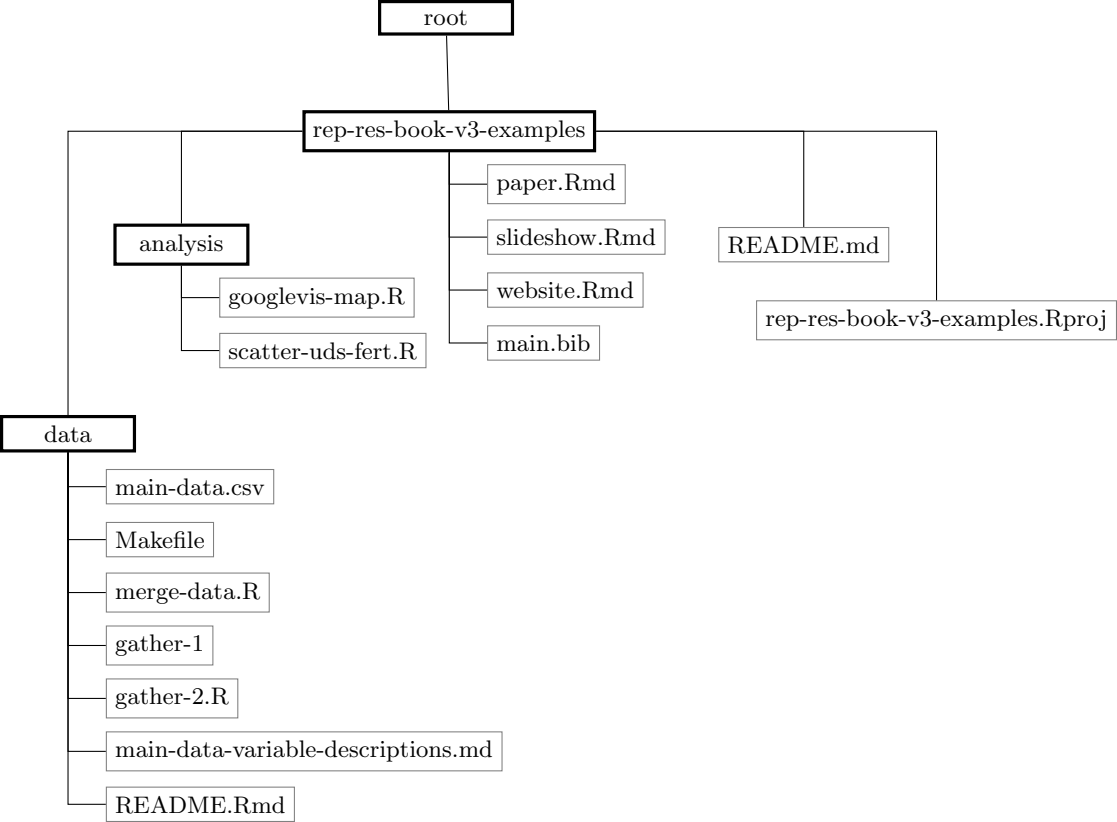 root
rep-res-book-v3-examples
paper.Rmd
slideshow.Rmd
website.Rmd
main.bib
README.md
rep-res-book-v3-examples.Rproj
analysis
googlevis-map.R
scatter-uds-fert.R
data
main-data.csv
Makefile
merge-data.R
gather-1
gather-2.R
main-data-variable-descriptions.md
README.Rmd